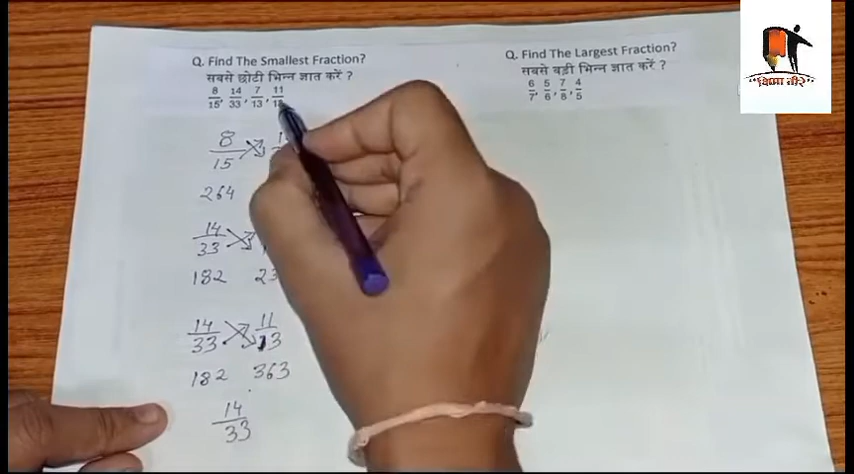 Q. Find The Smallest Fraction?
सबसे छोटी भिन्न ज्ञात करें ?
8/15, 14/33, 7/13,
8/15
264
14/33
182
14/33 11/13
182 363
14/33
Q. Find The Largest Fraction?
सबसे बड़ी भिन्न ज्ञात करें ?
6/7, 5/6, 7/8, 4/5